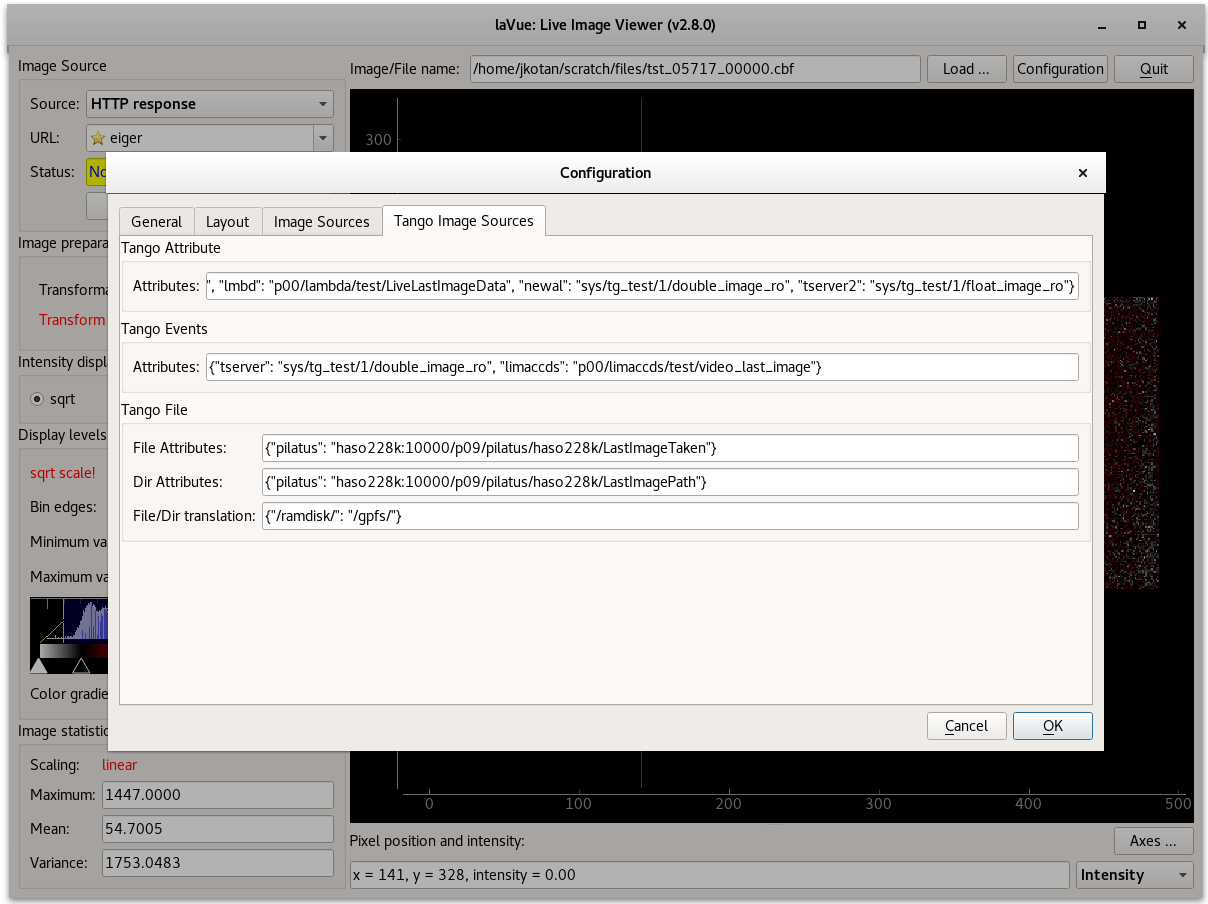 laVue: Live Image Viewer (v2.8.0)
Image Source
Image/File name: /home/jkotan/scratch/files/tst_05717_00000.cbf Load ... Configuration Quit
Source: HTTP response
URL: eiger
300
Status: No
Configuration
General Layout Image Sources Tango Image Sources
Image prepara
Tango Attribute
Transforma
Attributes: ", "lmbd": "p00/lambda/test/LiveLastImageData", "newal": "sys/tg_test/1/double_image_ro", "tserver2": "sys/tg_test/1/float_image_ro"}
Transform
Tango Events
Intensity displa
Attributes: {"tserver": "sys/tg_test/1/double_image_ro", "limaccds": "p00/limaccds/test/video_last_image"}
sqrt
Tango File
Display levels
File Attributes: {"pilatus": "haso228k:10000/p09/pilatus/haso228k/LastImageTaken"}
sqrt scale!
Dir Attributes: {"pilatus": "haso228k:10000/p09/pilatus/haso228k/LastImagePath"}
Bin edges:
File/Dir translation: {"/ramdisk/": "/gpfs/"}
Minimum va
Maximum va
Color gradie
Cancel OK
Image statistic
Scaling: linear
Maximum: 1447.0000
0 100 200 300 400 500
Mean: 54.7005
Pixel position and intensity: Axes ...
Variance: 1753.0483
x = 141, y = 328, intensity = 0.00 Intensity